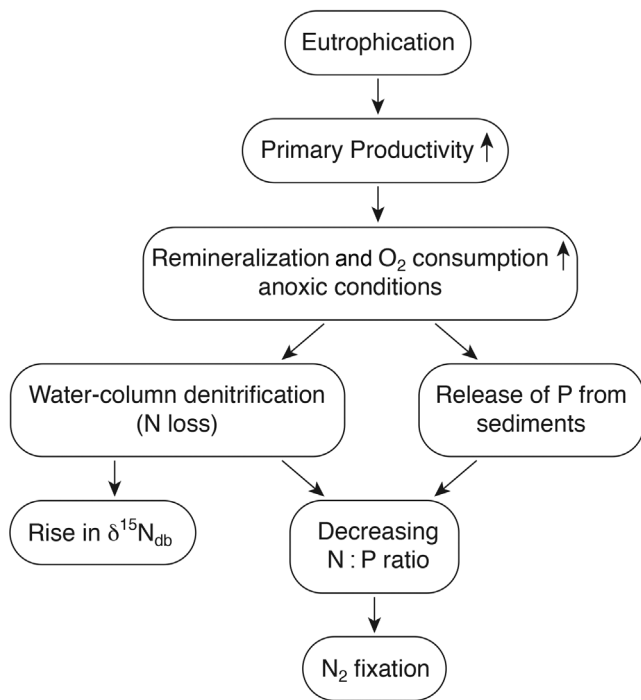 Eutrophication
Primary Productivity ↑
Remineralization and O₂ consumption ↑
anoxic conditions
Water-column denitrification
(N loss)
Release of P from
sediments
Rise in δ¹⁵N_db
Decreasing
N : P ratio
N₂ fixation